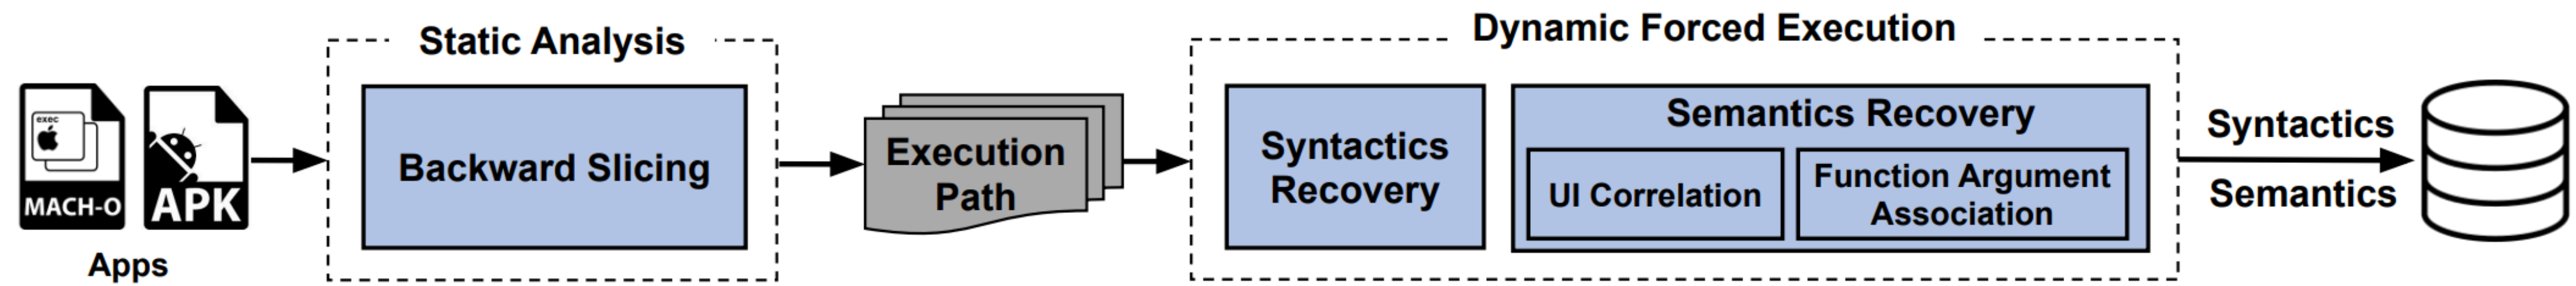 exec
MACH-O
APK
Apps
Static Analysis
Backward Slicing
Execution
Path
Dynamic Forced Execution
Syntactics
Recovery
Semantics Recovery
UI Correlation
Function Argument
Association
Syntactics
Semantics